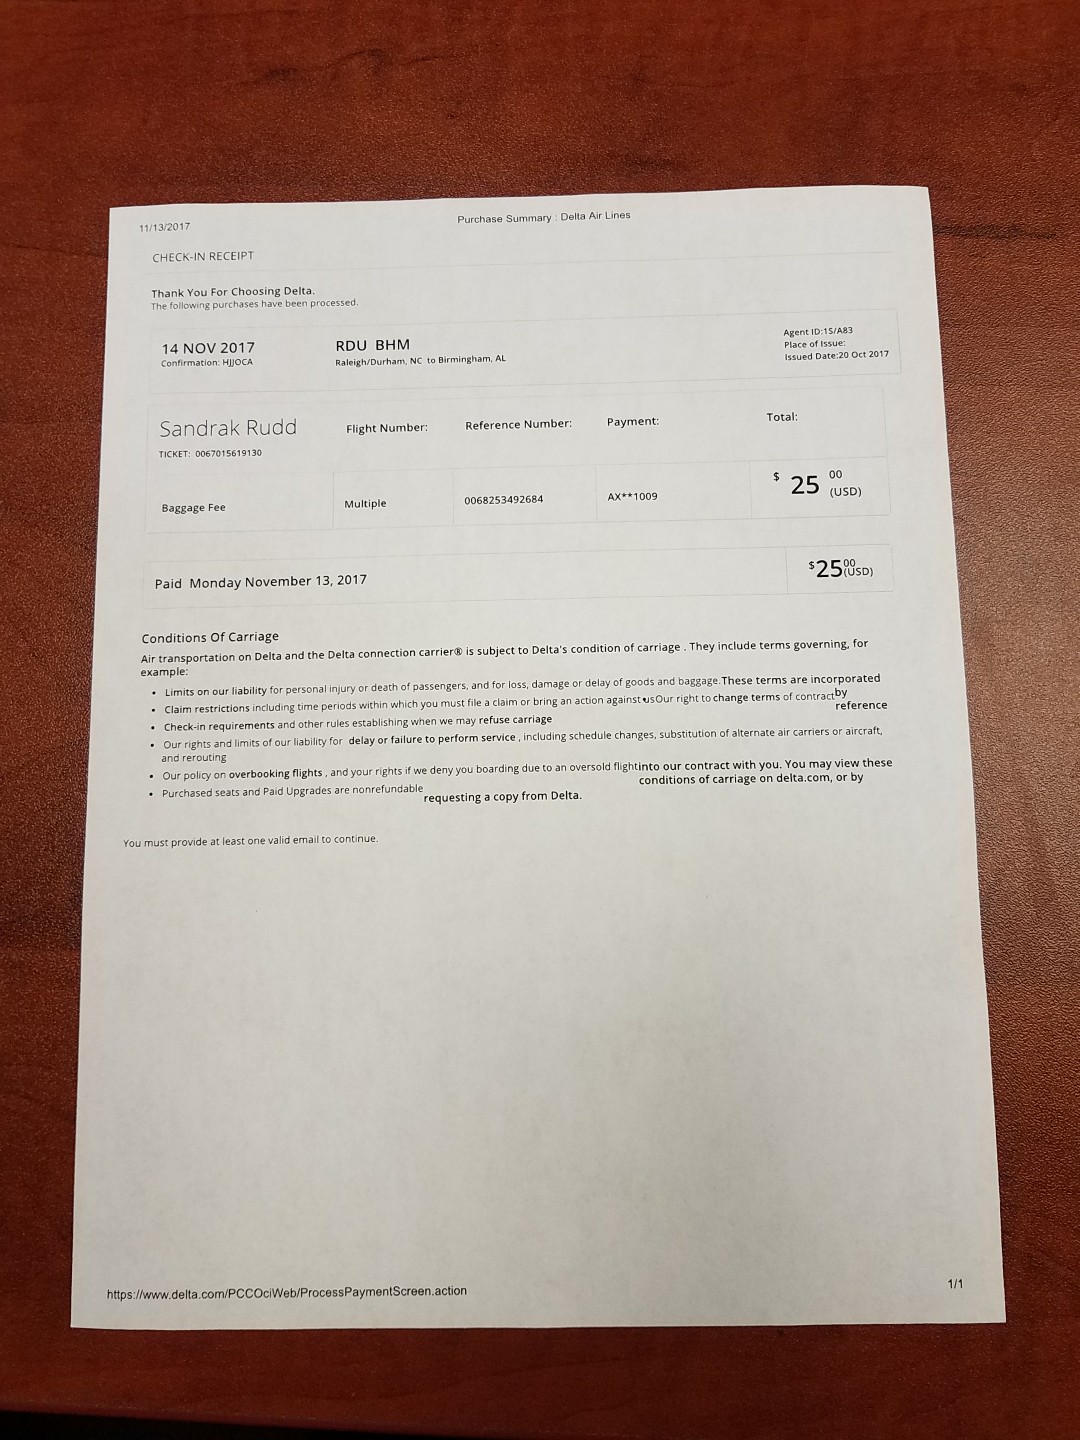 11/13/2017
Purchase Summary : Delta Air Lines
CHECK-IN RECEIPT
Thank You For Choosing Delta.
The following purchases have been processed.
14 NOV 2017
Confirmation: HJJOCA
RDU BHM
Raleigh/Durham, NC to Birmingham, AL
Agent ID:1S/A83
Place of Issue:
Issued Date:20 Oct 2017
Sandrak Rudd
TICKET: 0067015619130
Flight Number:
Reference Number:
Payment:
Total:
Baggage Fee
Multiple
0068253492684
AX**1009
$ 25 00 (USD)
Paid Monday November 13, 2017
$25 00 (USD)
Conditions Of Carriage
Air transportation on Delta and the Delta connection carrier® is subject to Delta's condition of carriage . They include terms governing, for
example:
• Limits on our liability for personal injury or death of passengers, and for loss, damage or delay of goods and baggage.These terms are incorporated
• Claim restrictions including time periods within which you must file a claim or bring an action against•usOur right to change terms of contract by
reference
• Check-in requirements and other rules establishing when we may refuse carriage
• Our rights and limits of our liability for delay or failure to perform service , including schedule changes, substitution of alternate air carriers or aircraft,
and rerouting
• Our policy on overbooking flights , and your rights if we deny you boarding due to an oversold flightinto our contract with you. You may view these
conditions of carriage on delta.com, or by
• Purchased seats and Paid Upgrades are nonrefundable
requesting a copy from Delta.
You must provide at least one valid email to continue.
https://www.delta.com/PCCOciWeb/ProcessPaymentScreen.action
1/1